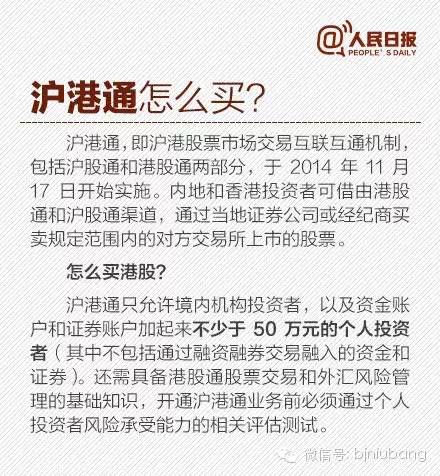 @人民日报
PEOPLE'S DAILY
沪港通怎么买?
沪港通,即沪港股票市场交易互联互通机制,
包括沪股通和港股通两部分,于 2014 年 11 月
17 日开始实施。内地和香港投资者可借由港股
通和沪股通渠道,通过当地证券公司或经纪商买
卖规定范围内的对方交易所上市的股票。
怎么买港股?
沪港通只允许境内机构投资者,以及资金账
户和证券账户加起来不少于 50 万元的个人投资
者(其中不包括通过融资融券交易融入的资金和
证券)。还需具备港股通股票交易和外汇风险管
理的基础知识,开通沪港通业务前必须通过个人
投资者风险承受能力的相关评估测试。
微信号: bjniubang